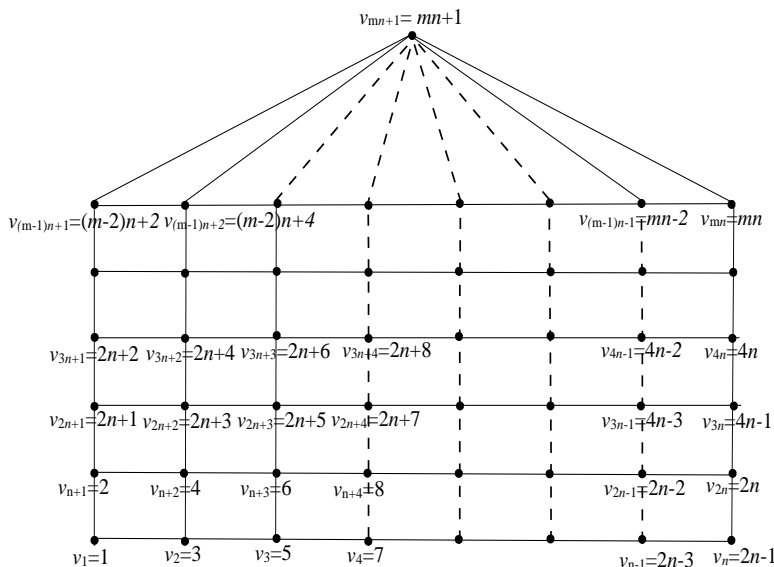 v_{mn+1}= mn+1
v_{(m-1)n+1}=(m-2)n+2 v_{(m-1)n+2}=(m-2)n+4 v_{(m-1)n-1}=mn-2 v_{mn}=mn
v_{3n+1}=2n+2 v_{3n+2}=2n+4 v_{3n+3}=2n+6 v_{3n+4}=2n+8 v_{4n-1}=4n-2 v_{4n}=4n
v_{2n+1}=2n+1 v_{2n+2}=2n+3 v_{2n+3}=2n+5 v_{2n+4}=2n+7 v_{3n-1}=4n-3 v_{3n}=4n-1
v_{n+1}=2 v_{n+2}=4 v_{n+3}=6 v_{n+4}=8 v_{2n-1}=2n-2 v_{2n}=2n
v_1=1 v_2=3 v_3=5 v_4=7 v_{n-1}=2n-3 v_n=2n-1